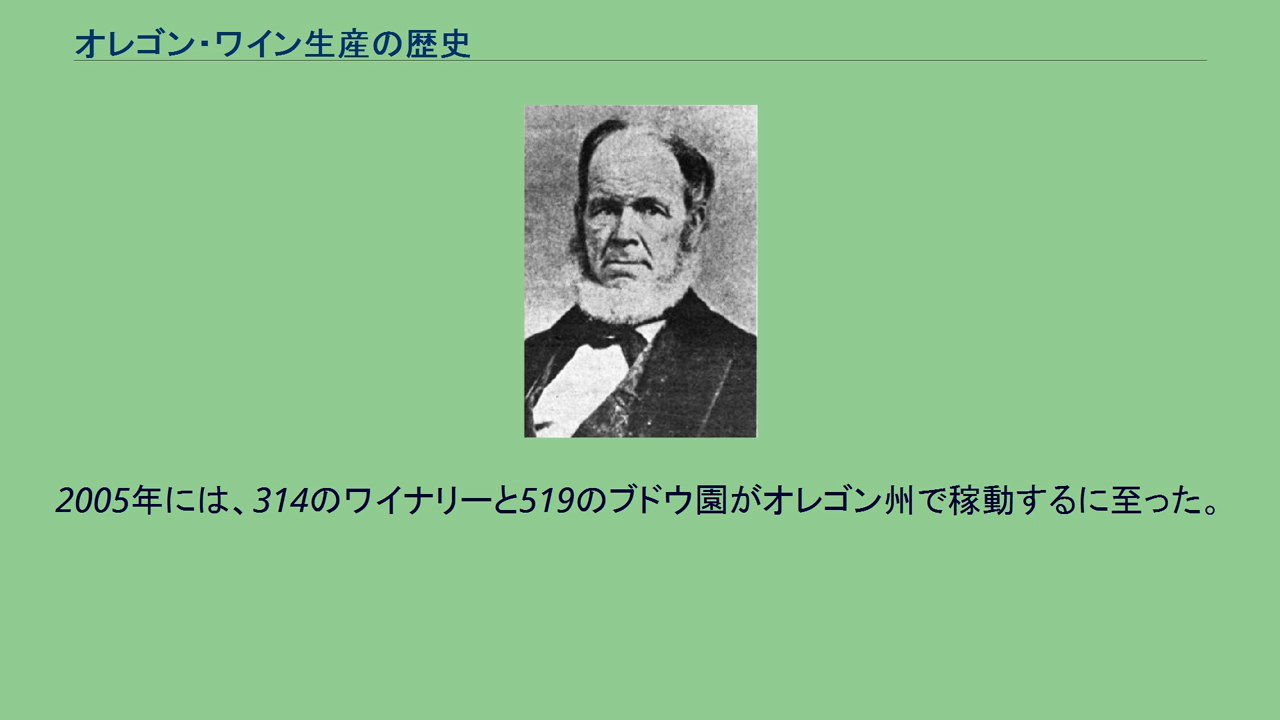 オレゴン・ワイン生産の歴史
2005年には、314のワイナリーと519のブドウ園がオレゴン州で稼動するに至った。